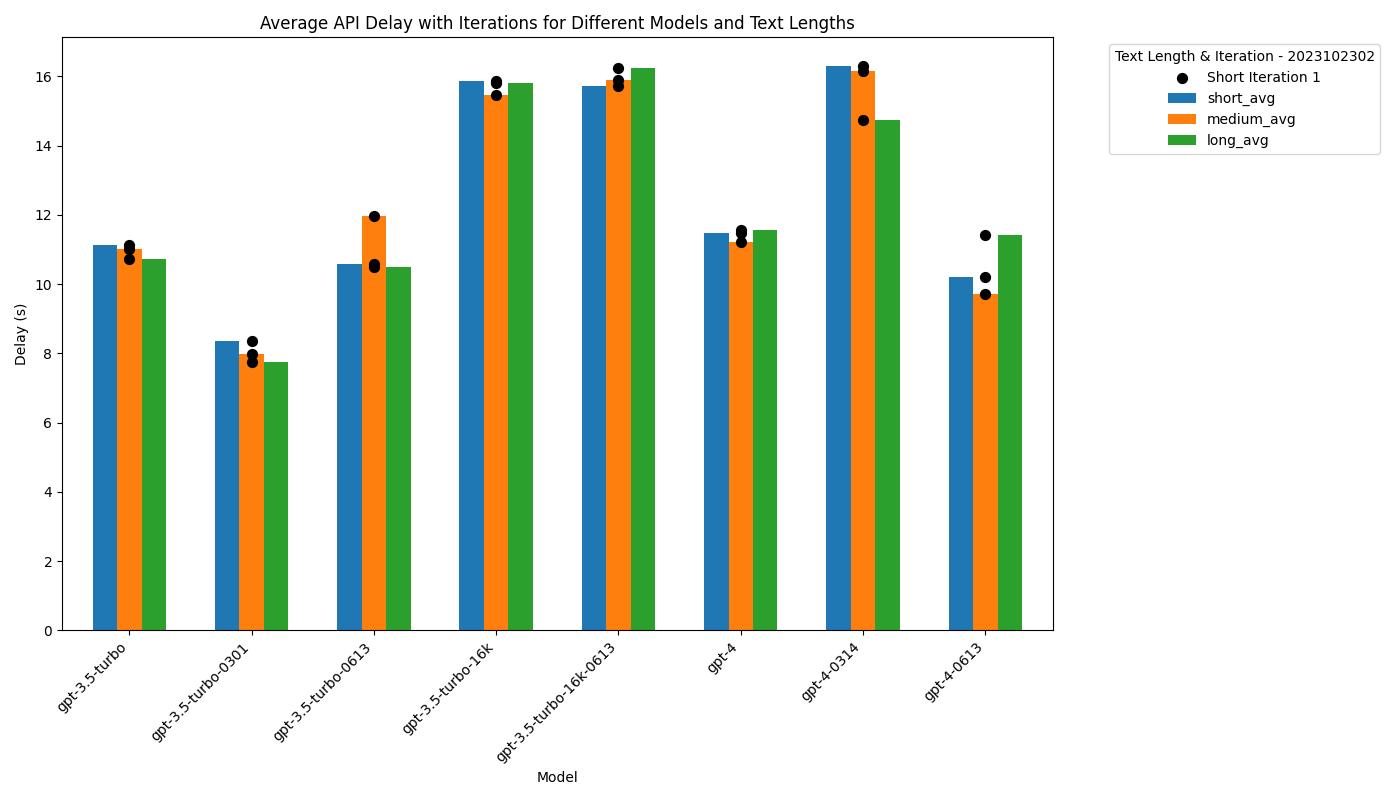 Average API Delay with Iterations for Different Models and Text Lengths
Text Length & Iteration - 2023102302
Short Iteration 1
short_avg
medium_avg
long_avg
Delay (s)
16
14
12
10
8
6
4
2
0
gpt-3.5-turbo
gpt-3.5-turbo-0301
gpt-3.5-turbo-0613
gpt-3.5-turbo-16k
gpt-3.5-turbo-16k-0613
gpt-4
gpt-4-0314
gpt-4-0613
Model